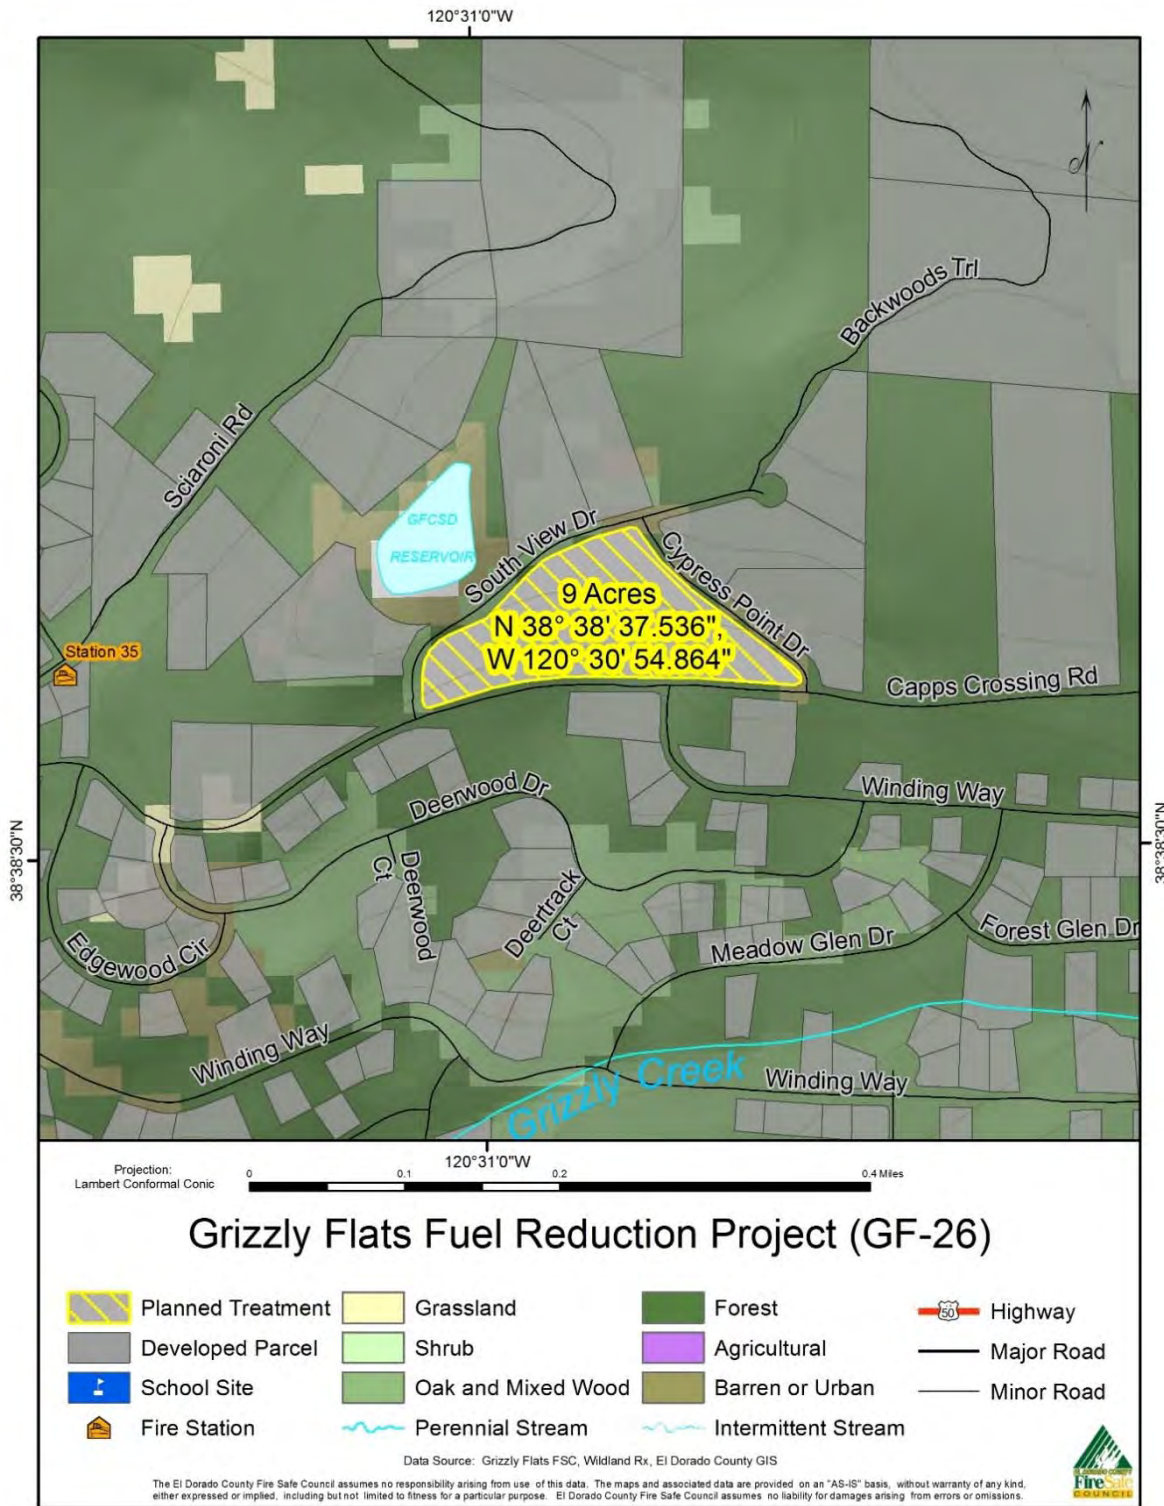 120°31'0"W
Backwoods Trl
Sciaroni Rd
GFCSD
RESERVOIR
South View Dr
Cypress Point Dr
9 Acres
N 38° 38' 37.536",
W 120° 30' 54.864"
Station 35
Capps Crossing Rd
Deerwood Dr
Winding Way
38°38'30"N
38°38'30"N
Deerwood
Ct
Deertrack
Ct
Edgewood Cir
Meadow Glen Dr
Forest Glen Dr
Winding Way
Grizzly Creek
Winding Way
N
120°31'0"W
Projection:
Lambert Conformal Conic
0 0.1 0.2 0.4 Miles
Grizzly Flats Fuel Reduction Project (GF-26)
Planned Treatment Grassland Forest 50 Highway
Developed Parcel Shrub Agricultural Major Road
School Site Oak and Mixed Wood Barren or Urban Minor Road
Fire Station Perennial Stream Intermittent Stream
Data Source: Grizzly Flats FSC, Wildland Rx, El Dorado County GIS
The El Dorado County Fire Safe Council assumes no responsibility arising from use of this data. The maps and associated data are provided on an "AS-IS" basis, without warranty of any kind,
either expressed or implied, including but not limited to fitness for a particular purpose. El Dorado County Fire Safe Council assumes no liability for damages arising from errors or omissions.
EL DORADO COUNTY
FireSafe
COUNCIL